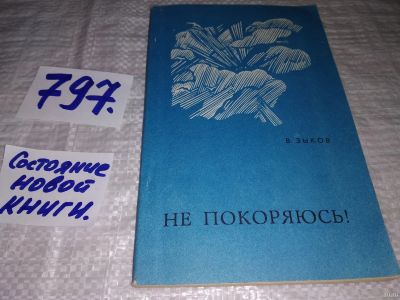 797.
Состояние
новой
книги.
В. ЗЫКОВ
НЕ ПОКОРЯЮСЬ!